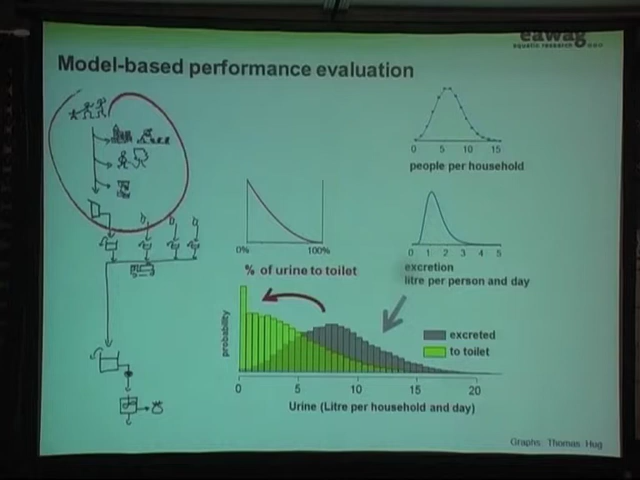 eawag
aquatic research
Model-based performance evaluation
0 5 10 15
people per household
0% 100%
% of urine to toilet
0 1 2 3 4 5
excretion
litre per person and day
probability
excreted
to toilet
0 5 10 15 20
Urine (Litre per household and day)
Graphs: Thomas Hug